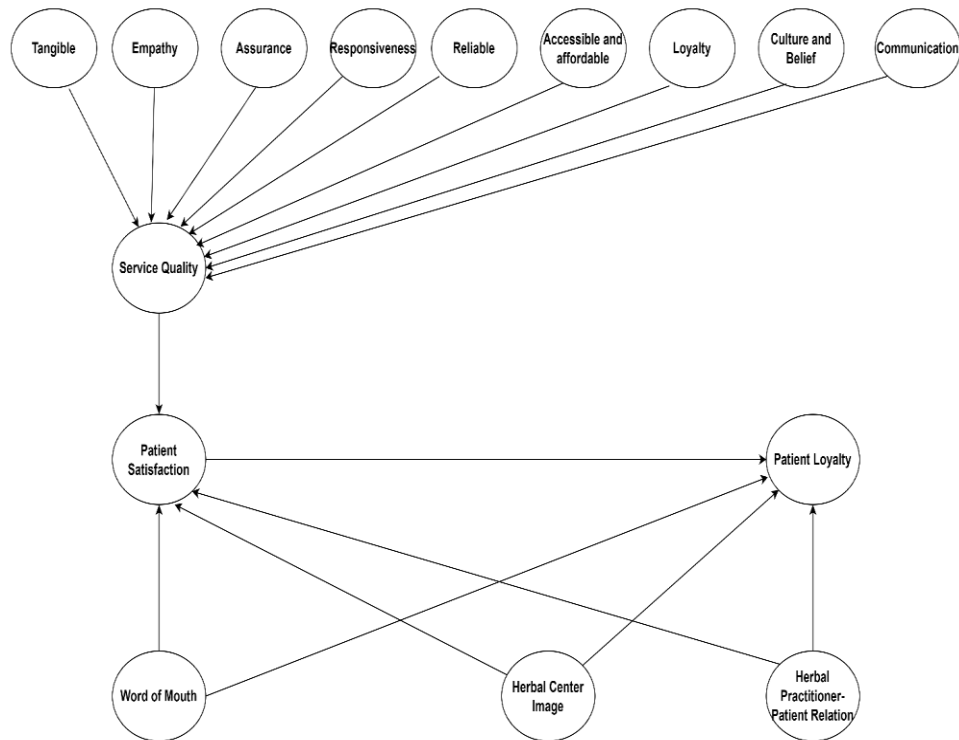 Tangible
Empathy
Assurance
Responsiveness
Reliable
Accessible and
affordable
Loyalty
Culture and
Belief
Communication
Service Quality
Patient
Satisfaction
Patient Loyalty
Word of Mouth
Herbal Center
Image
Herbal
Practitioner-
Patient Relation